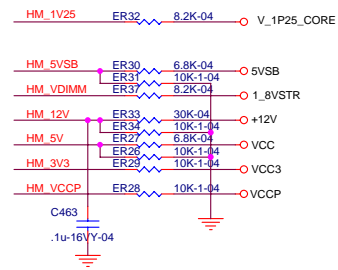 HM_1V25 ER32 8.2K-04 V_1P25_CORE
HM_5VSB ER30 6.8K-04 5VSB
ER31 10K-1-04
HM_VDIMM ER37 8.2K-04 1_8VSTR
HM_12V ER33 30K-04 +12V
ER34 10K-1-04
HM_5V ER27 6.8K-04 VCC
ER26 10K-1-04
HM_3V3 ER29 10K-1-04 VCC3
HM_VCCP ER28 10K-1-04 VCCP
C463
.1u-16VY-04